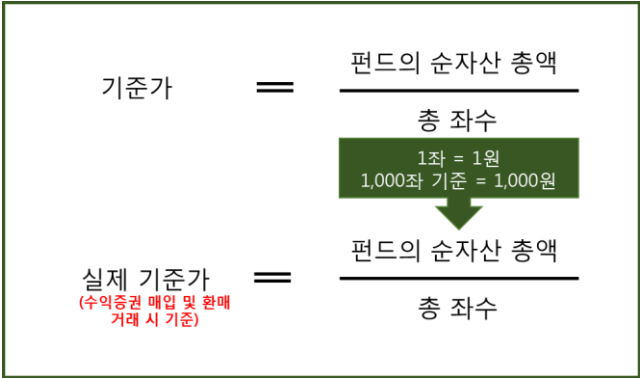 기준가
=
펀드의 순자산 총액
총 좌수
1좌 = 1원
1,000좌 기준 = 1,000원
실제 기준가
(수익증권 매입 및 환매
거래 시 기준)
=
펀드의 순자산 총액
총 좌수